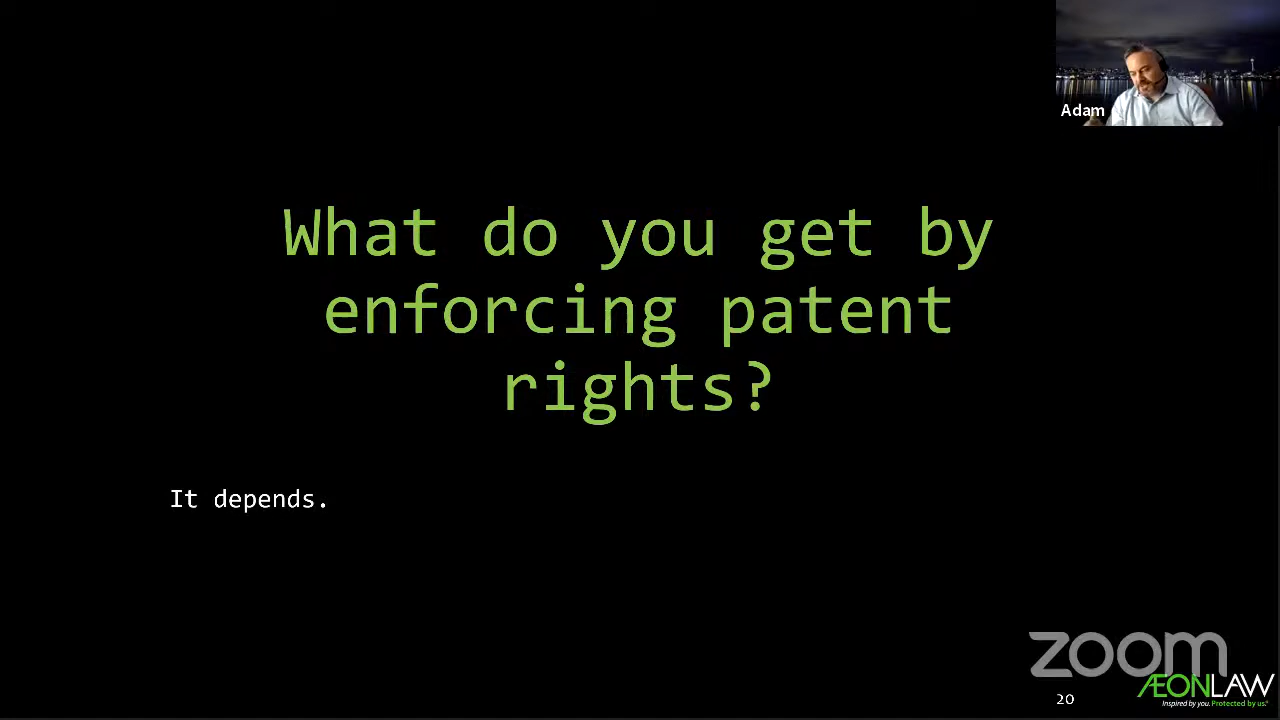 Adam
What do you get by
enforcing patent
rights?
It depends.
zoom
20
ÆONLAW
Inspired by you. Protected by us.®